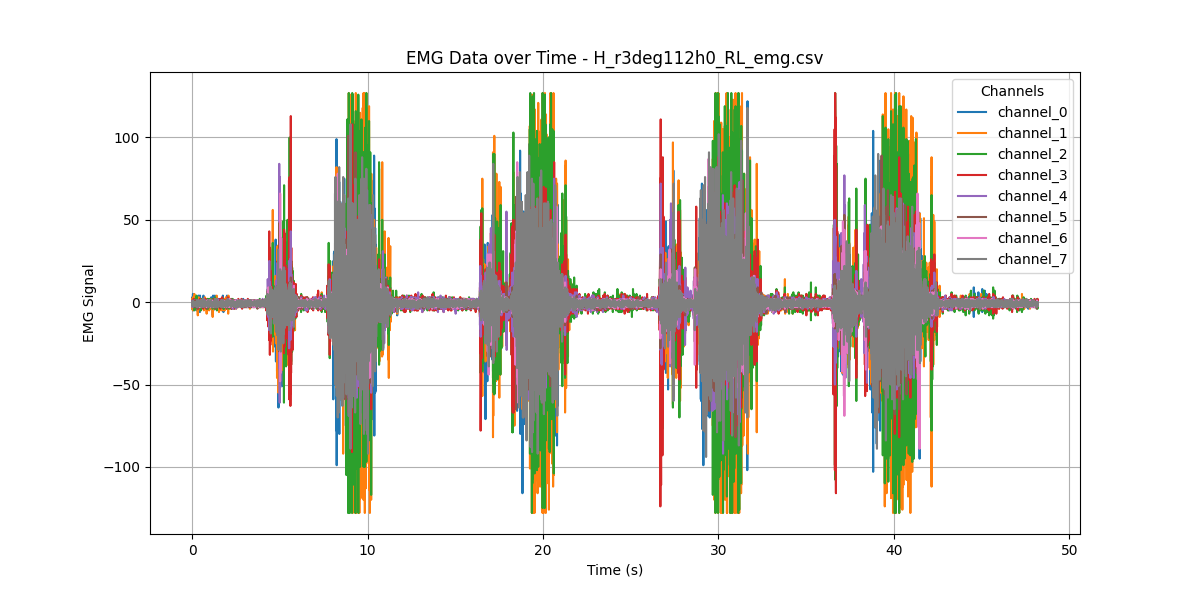 EMG Data over Time - H_r3deg112h0_RL_emg.csv
Channels
channel_0
channel_1
channel_2
channel_3
channel_4
channel_5
channel_6
channel_7
EMG Signal
100
50
0
−50
−100
0 10 20 30 40 50
Time (s)